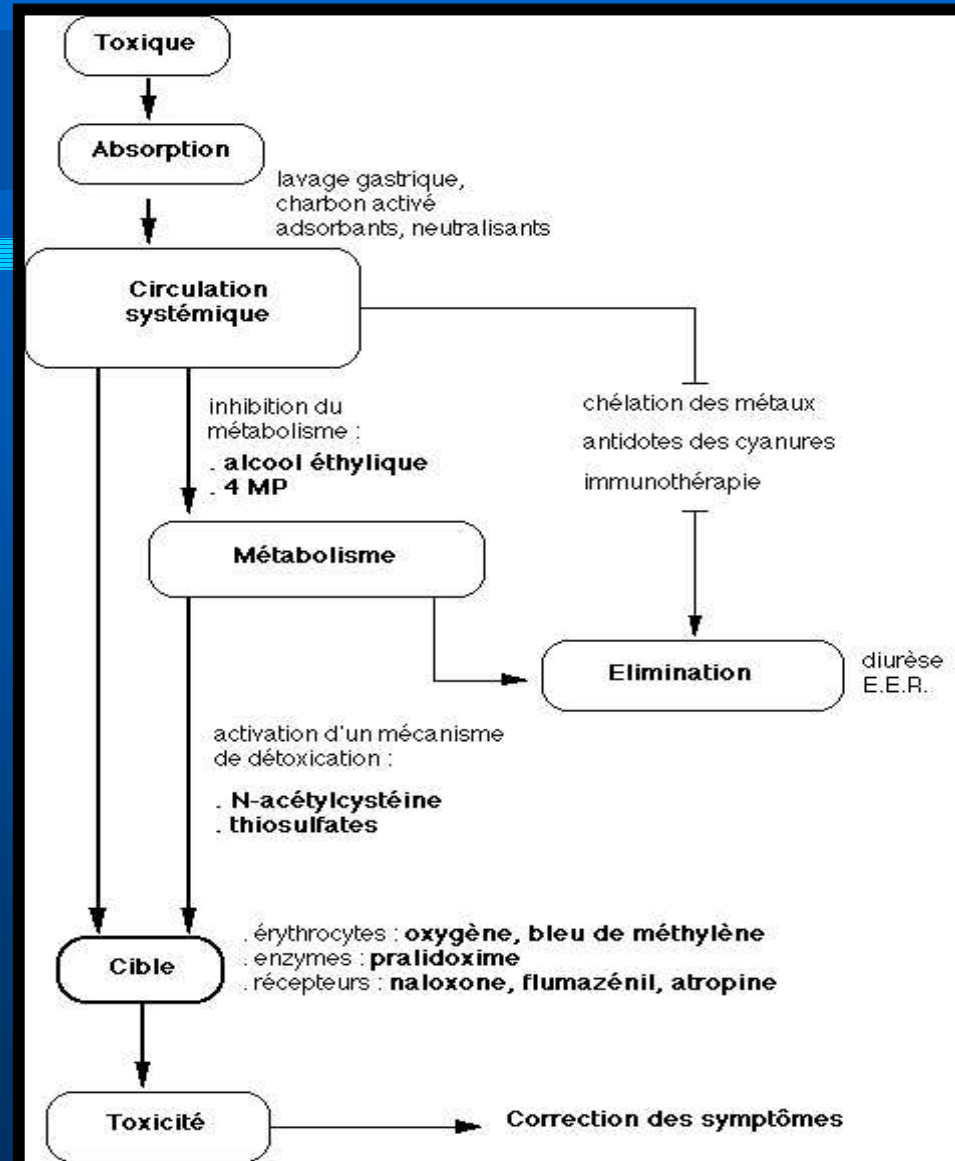 Toxique
Absorption
lavage gastrique,
charbon activé
adsorbants, neutralisants
Circulation
systémique
inhibition du
métabolisme :
. alcool éthylique
. 4 MP
chélation des métaux
antidotes des cyanures
immunothérapie
Métabolisme
Elimination
diurèse
E.E.R.
activation d'un mécanisme
de détoxication :
. N-acétylcystéine
. thiosulfates
Cible
. érythrocytes : oxygène, bleu de méthylène
. enzymes : pralidoxime
. récepteurs : naloxone, flumazénil, atropine
Toxicité
Correction des symptômes